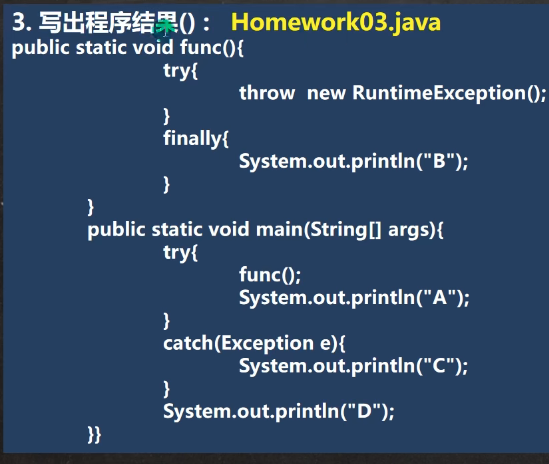 3. 写出程序结果() : Homework03.java
public static void func(){
try{
throw new RuntimeException();
}
finally{
System.out.println("B");
}
}
public static void main(String[] args){
try{
func();
System.out.println("A");
}
catch(Exception e){
System.out.println("C");
}
System.out.println("D");
}}